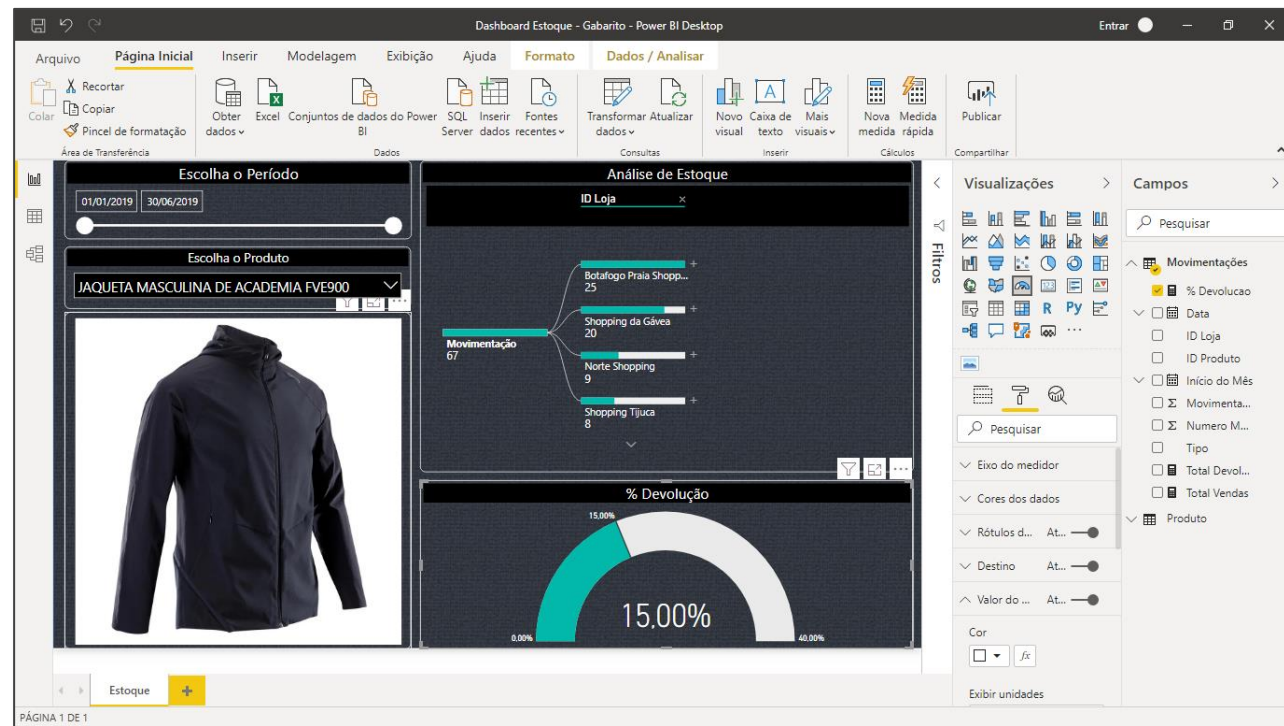 Dashboard Estoque - Gabarito - Power BI Desktop
Entrar
Arquivo Página Inicial Inserir Modelagem Exibição Ajuda Formato Dados / Analisar
Colar
Recortar
Copiar
Pincel de formatação
Área de Transferência
Obter dados
Excel
Conjuntos de dados do Power BI
SQL Server
Inserir dados
Fontes recentes
Dados
Transformar dados
Atualizar
Consultas
Novo visual
Caixa de texto
Mais visuais
Inserir
Nova medida
Medida rápida
Cálculos
Publicar
Compartilhar
Escolha o Período
01/01/2019 30/06/2019
Escolha o Produto
JAQUETA MASCULINA DE ACADEMIA FVE900
Análise de Estoque
ID Loja ×
Movimentação
67
Botafogo Praia Shopp...
25
Shopping da Gávea
20
Norte Shopping
9
Shopping Tijuca
8
% Devolução
15,00%
15,00%
0,00%
40,00%
Filtros
Visualizações
R Py
Pesquisar
Eixo do medidor
Cores dos dados
Rótulos d... At...
Destino At...
Valor do ... At...
Cor
fx
Exibir unidades
Campos
Pesquisar
Movimentações
% Devolucao
Data
ID Loja
ID Produto
Início do Mês
Σ Movimenta...
Σ Numero M...
Tipo
Total Devol...
Total Vendas
Produto
Estoque
+
PÁGINA 1 DE 1